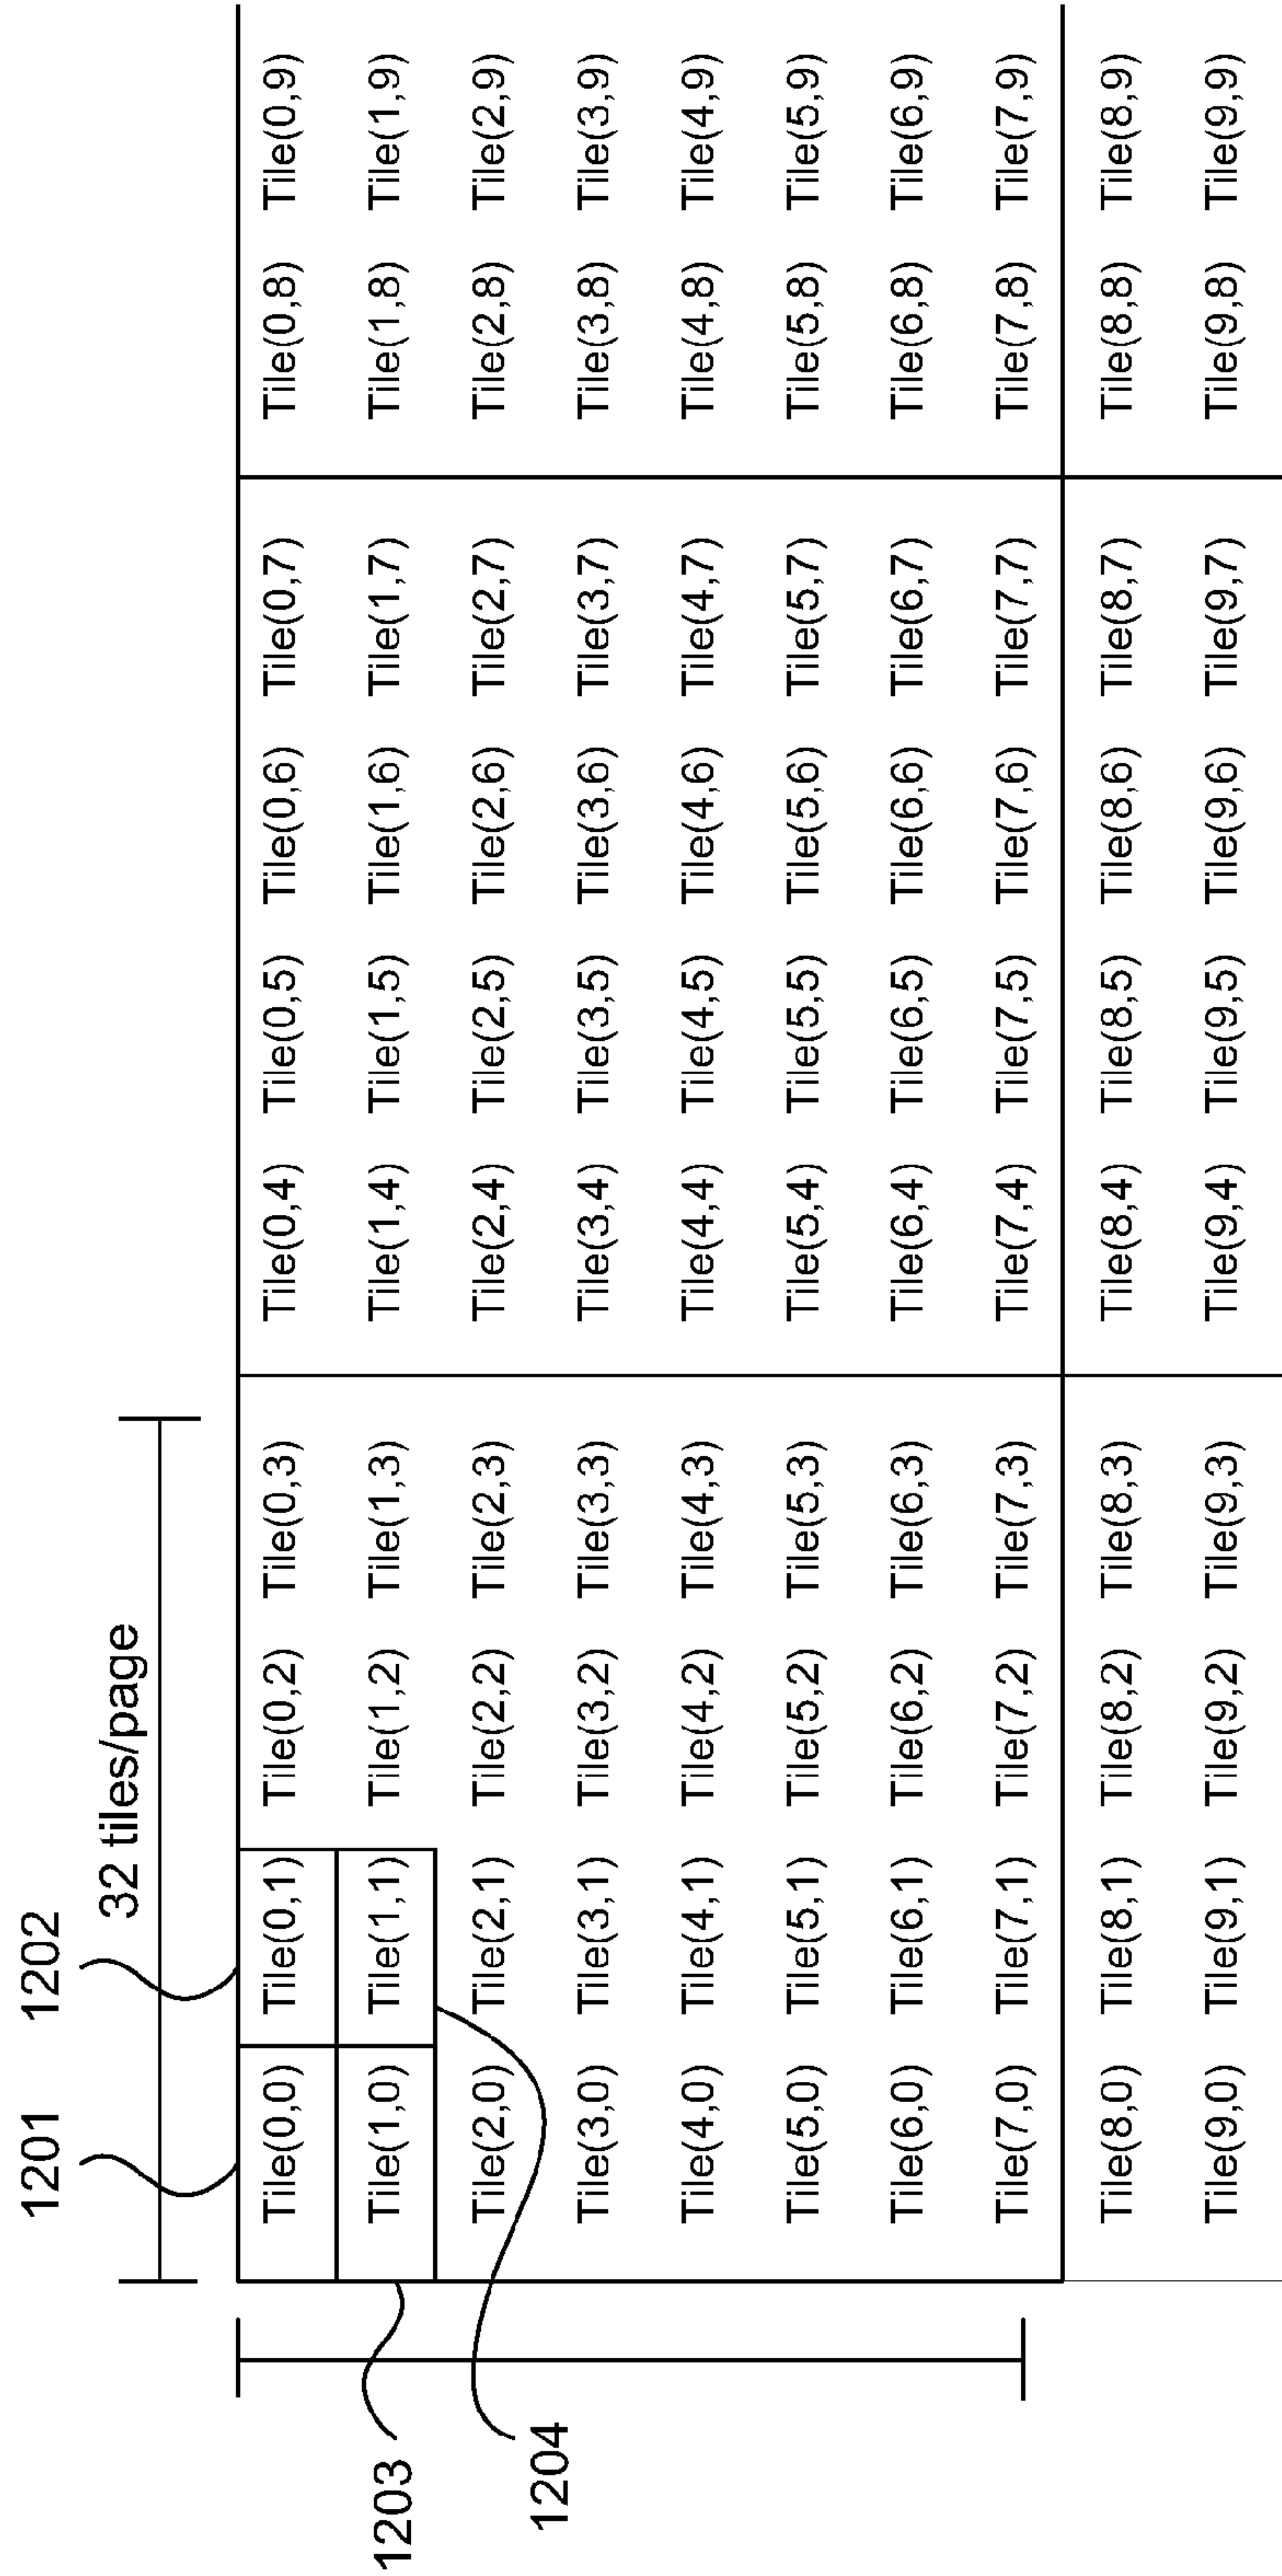 1201 1202
32 tiles/page
Tile(0,0) Tile(0,1) Tile(0,2) Tile(0,3) Tile(0,4) Tile(0,5) Tile(0,6) Tile(0,7) Tile(0,8) Tile(0,9)
1203 Tile(1,0) Tile(1,1) Tile(1,2) Tile(1,3) Tile(1,4) Tile(1,5) Tile(1,6) Tile(1,7) Tile(1,8) Tile(1,9)
Tile(2,0) Tile(2,1) Tile(2,2) Tile(2,3) Tile(2,4) Tile(2,5) Tile(2,6) Tile(2,7) Tile(2,8) Tile(2,9)
1204 Tile(3,0) Tile(3,1) Tile(3,2) Tile(3,3) Tile(3,4) Tile(3,5) Tile(3,6) Tile(3,7) Tile(3,8) Tile(3,9)
Tile(4,0) Tile(4,1) Tile(4,2) Tile(4,3) Tile(4,4) Tile(4,5) Tile(4,6) Tile(4,7) Tile(4,8) Tile(4,9)
Tile(5,0) Tile(5,1) Tile(5,2) Tile(5,3) Tile(5,4) Tile(5,5) Tile(5,6) Tile(5,7) Tile(5,8) Tile(5,9)
Tile(6,0) Tile(6,1) Tile(6,2) Tile(6,3) Tile(6,4) Tile(6,5) Tile(6,6) Tile(6,7) Tile(6,8) Tile(6,9)
Tile(7,0) Tile(7,1) Tile(7,2) Tile(7,3) Tile(7,4) Tile(7,5) Tile(7,6) Tile(7,7) Tile(7,8) Tile(7,9)
Tile(8,0) Tile(8,1) Tile(8,2) Tile(8,3) Tile(8,4) Tile(8,5) Tile(8,6) Tile(8,7) Tile(8,8) Tile(8,9)
Tile(9,0) Tile(9,1) Tile(9,2) Tile(9,3) Tile(9,4) Tile(9,5) Tile(9,6) Tile(9,7) Tile(9,8) Tile(9,9)